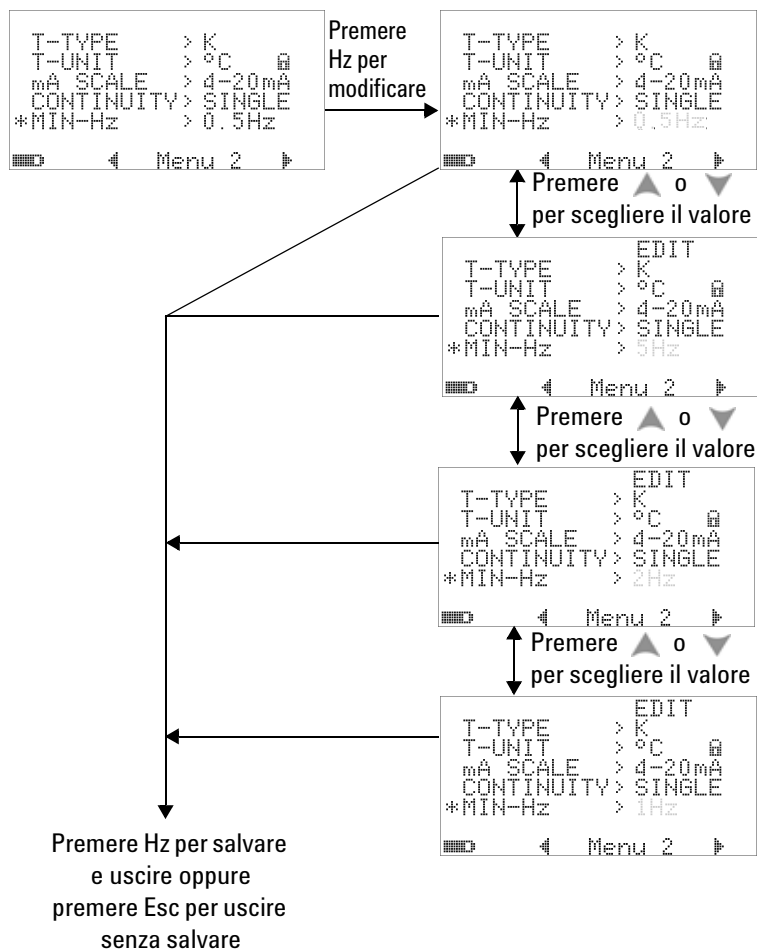 T-TYPE > K
T-UNIT > °C
mA SCALE > 4-20mA
CONTINUITY> SINGLE
*MIN-Hz > 0.5Hz
Menu 2
Premere
Hz per
modificare
T-TYPE > K
T-UNIT > °C
mA SCALE > 4-20mA
CONTINUITY> SINGLE
*MIN-Hz > 0.5Hz
Menu 2
Premere o
per scegliere il valore
EDIT
T-TYPE > K
T-UNIT > °C
mA SCALE > 4-20mA
CONTINUITY> SINGLE
*MIN-Hz > 5Hz
Menu 2
Premere o
per scegliere il valore
EDIT
T-TYPE > K
T-UNIT > °C
mA SCALE > 4-20mA
CONTINUITY> SINGLE
*MIN-Hz > 2Hz
Menu 2
Premere o
per scegliere il valore
EDIT
T-TYPE > K
T-UNIT > °C
mA SCALE > 4-20mA
CONTINUITY> SINGLE
*MIN-Hz > 1Hz
Menu 2
Premere Hz per salvare
e uscire oppure
premere Esc per uscire
senza salvare